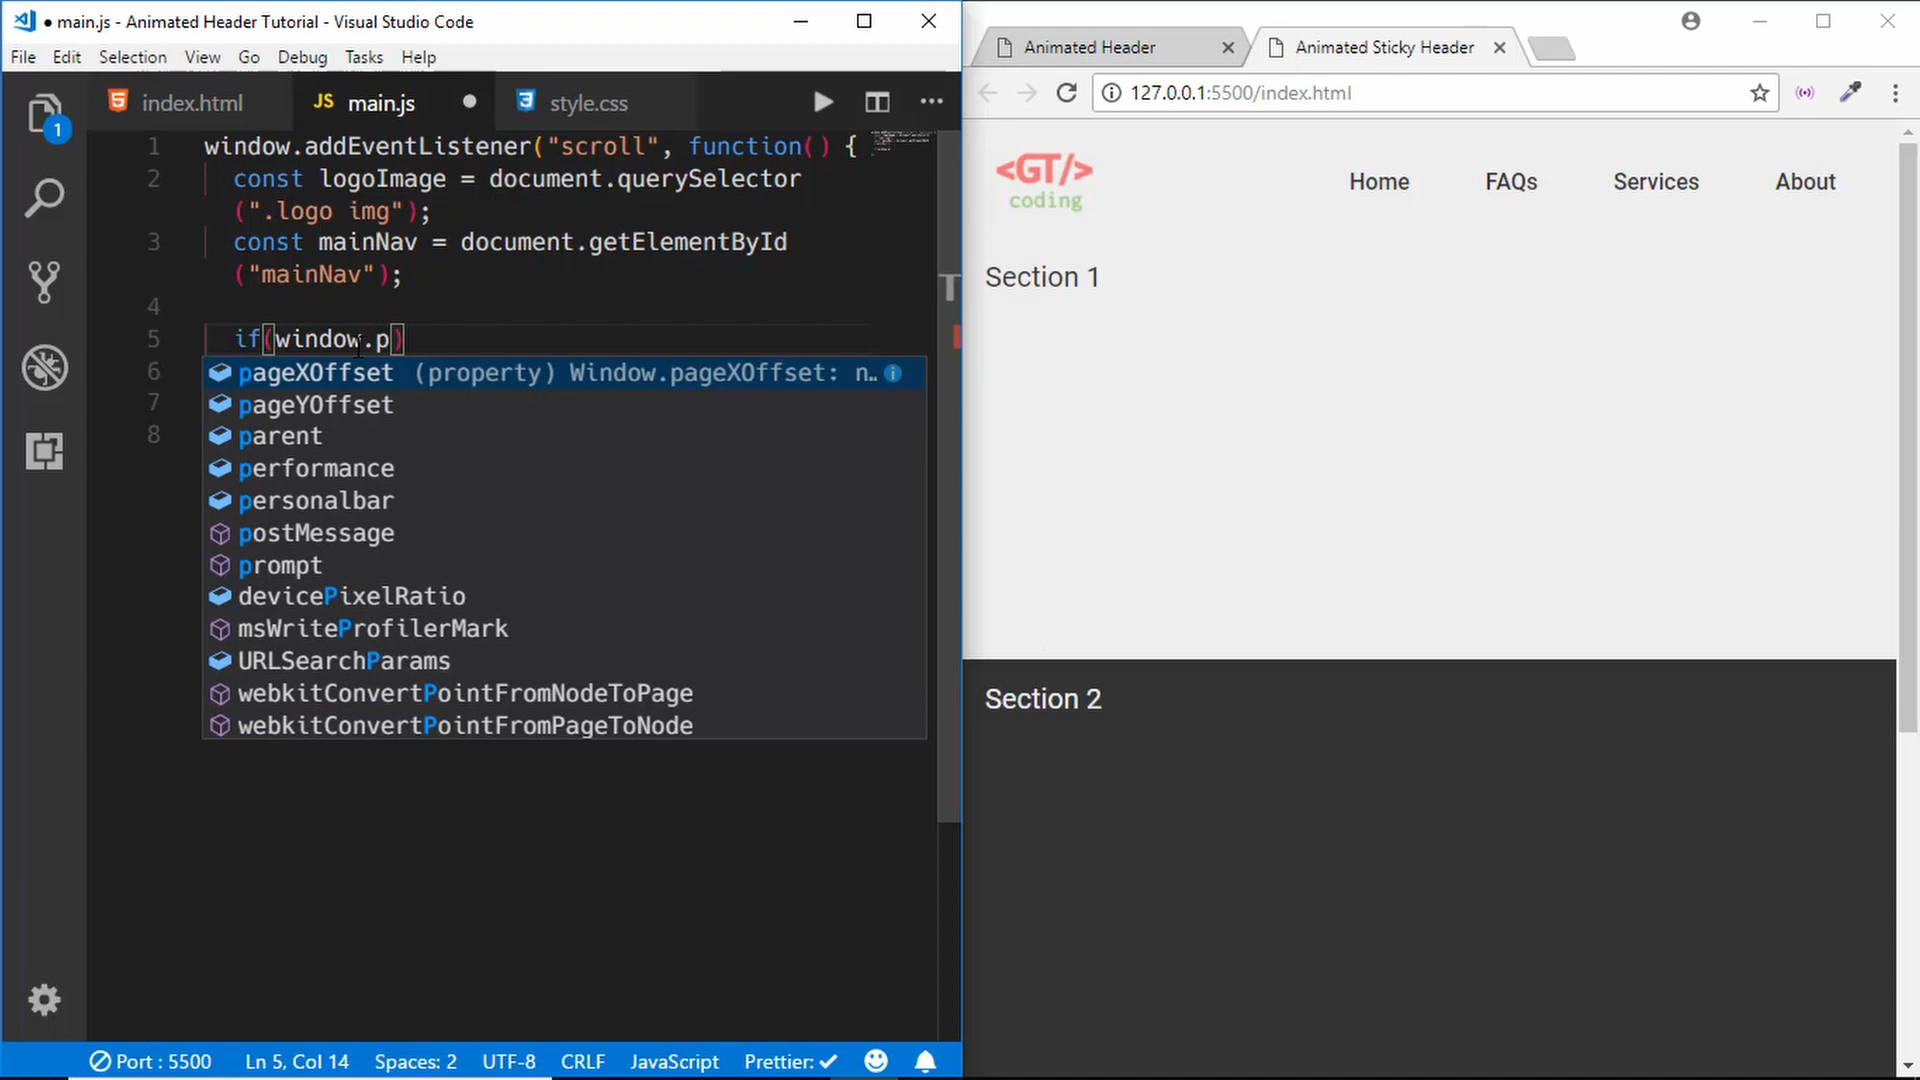 main.js - Animated Header Tutorial - Visual Studio Code
File Edit Selection View Go Debug Tasks Help
1
index.html
JS main.js
style.css
1 window.addEventListener("scroll", function() {
2 const logoImage = document.querySelector
(".logo img");
3 const mainNav = document.getElementById
("mainNav");
4
5 if(window.p)
6
7
8
pageXOffset (property) Window.pageXOffset: n…
pageYOffset
parent
performance
personalbar
postMessage
prompt
devicePixelRatio
msWriteProfilerMark
URLSearchParams
webkitConvertPointFromNodeToPage
webkitConvertPointFromPageToNode
Port : 5500 Ln 5, Col 14 Spaces: 2 UTF-8 CRLF JavaScript Prettier: ✓
Animated Header
Animated Sticky Header
127.0.0.1:5500/index.html
<GT/>
coding
Home FAQs Services About
Section 1
Section 2